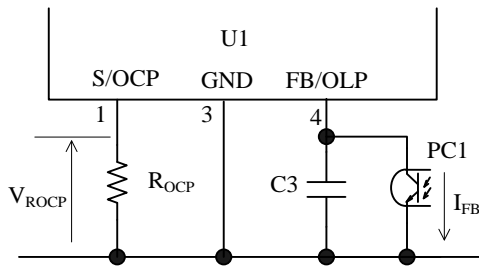 U1
S/OCP GND FB/OLP
1 3 4
PC1
VROCP ROCP C3 IFB